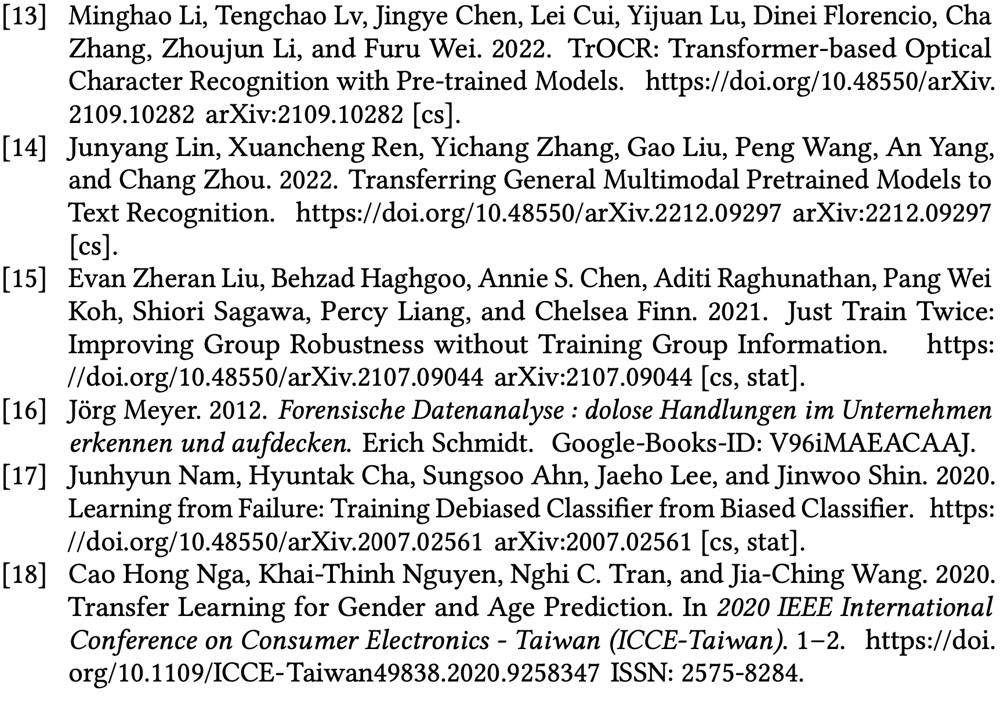 [13] Minghao Li, Tengchao Lv, Jingye Chen, Lei Cui, Yijuan Lu, Dinei Florencio, Cha
Zhang, Zhoujun Li, and Furu Wei. 2022. TrOCR: Transformer-based Optical
Character Recognition with Pre-trained Models. https://doi.org/10.48550/arXiv.
2109.10282 arXiv:2109.10282 [cs].
[14] Junyang Lin, Xuancheng Ren, Yichang Zhang, Gao Liu, Peng Wang, An Yang,
and Chang Zhou. 2022. Transferring General Multimodal Pretrained Models to
Text Recognition. https://doi.org/10.48550/arXiv.2212.09297 arXiv:2212.09297
[cs].
[15] Evan Zheran Liu, Behzad Haghgoo, Annie S. Chen, Aditi Raghunathan, Pang Wei
Koh, Shiori Sagawa, Percy Liang, and Chelsea Finn. 2021. Just Train Twice:
Improving Group Robustness without Training Group Information. https:
//doi.org/10.48550/arXiv.2107.09044 arXiv:2107.09044 [cs, stat].
[16] Jörg Meyer. 2012. Forensische Datenanalyse : dolose Handlungen im Unternehmen
erkennen und aufdecken. Erich Schmidt. Google-Books-ID: V96iMAEACAAJ.
[17] Junhyun Nam, Hyuntak Cha, Sungsoo Ahn, Jaeho Lee, and Jinwoo Shin. 2020.
Learning from Failure: Training Debiased Classifier from Biased Classifier. https:
//doi.org/10.48550/arXiv.2007.02561 arXiv:2007.02561 [cs, stat].
[18] Cao Hong Nga, Khai-Thinh Nguyen, Nghi C. Tran, and Jia-Ching Wang. 2020.
Transfer Learning for Gender and Age Prediction. In 2020 IEEE International
Conference on Consumer Electronics - Taiwan (ICCE-Taiwan). 1–2. https://doi.
org/10.1109/ICCE-Taiwan49838.2020.9258347 ISSN: 2575-8284.